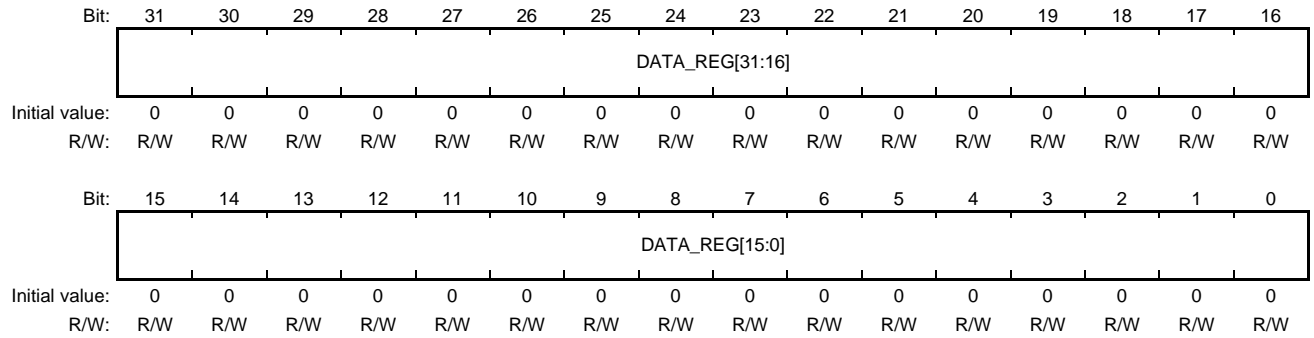 Bit: 31 30 29 28 27 26 25 24 23 22 21 20 19 18 17 16
DATA_REG[31:16]
Initial value: 0 0 0 0 0 0 0 0 0 0 0 0 0 0 0 0
R/W: R/W R/W R/W R/W R/W R/W R/W R/W R/W R/W R/W R/W R/W R/W R/W R/W
Bit: 15 14 13 12 11 10 9 8 7 6 5 4 3 2 1 0
DATA_REG[15:0]
Initial value: 0 0 0 0 0 0 0 0 0 0 0 0 0 0 0 0
R/W: R/W R/W R/W R/W R/W R/W R/W R/W R/W R/W R/W R/W R/W R/W R/W R/W